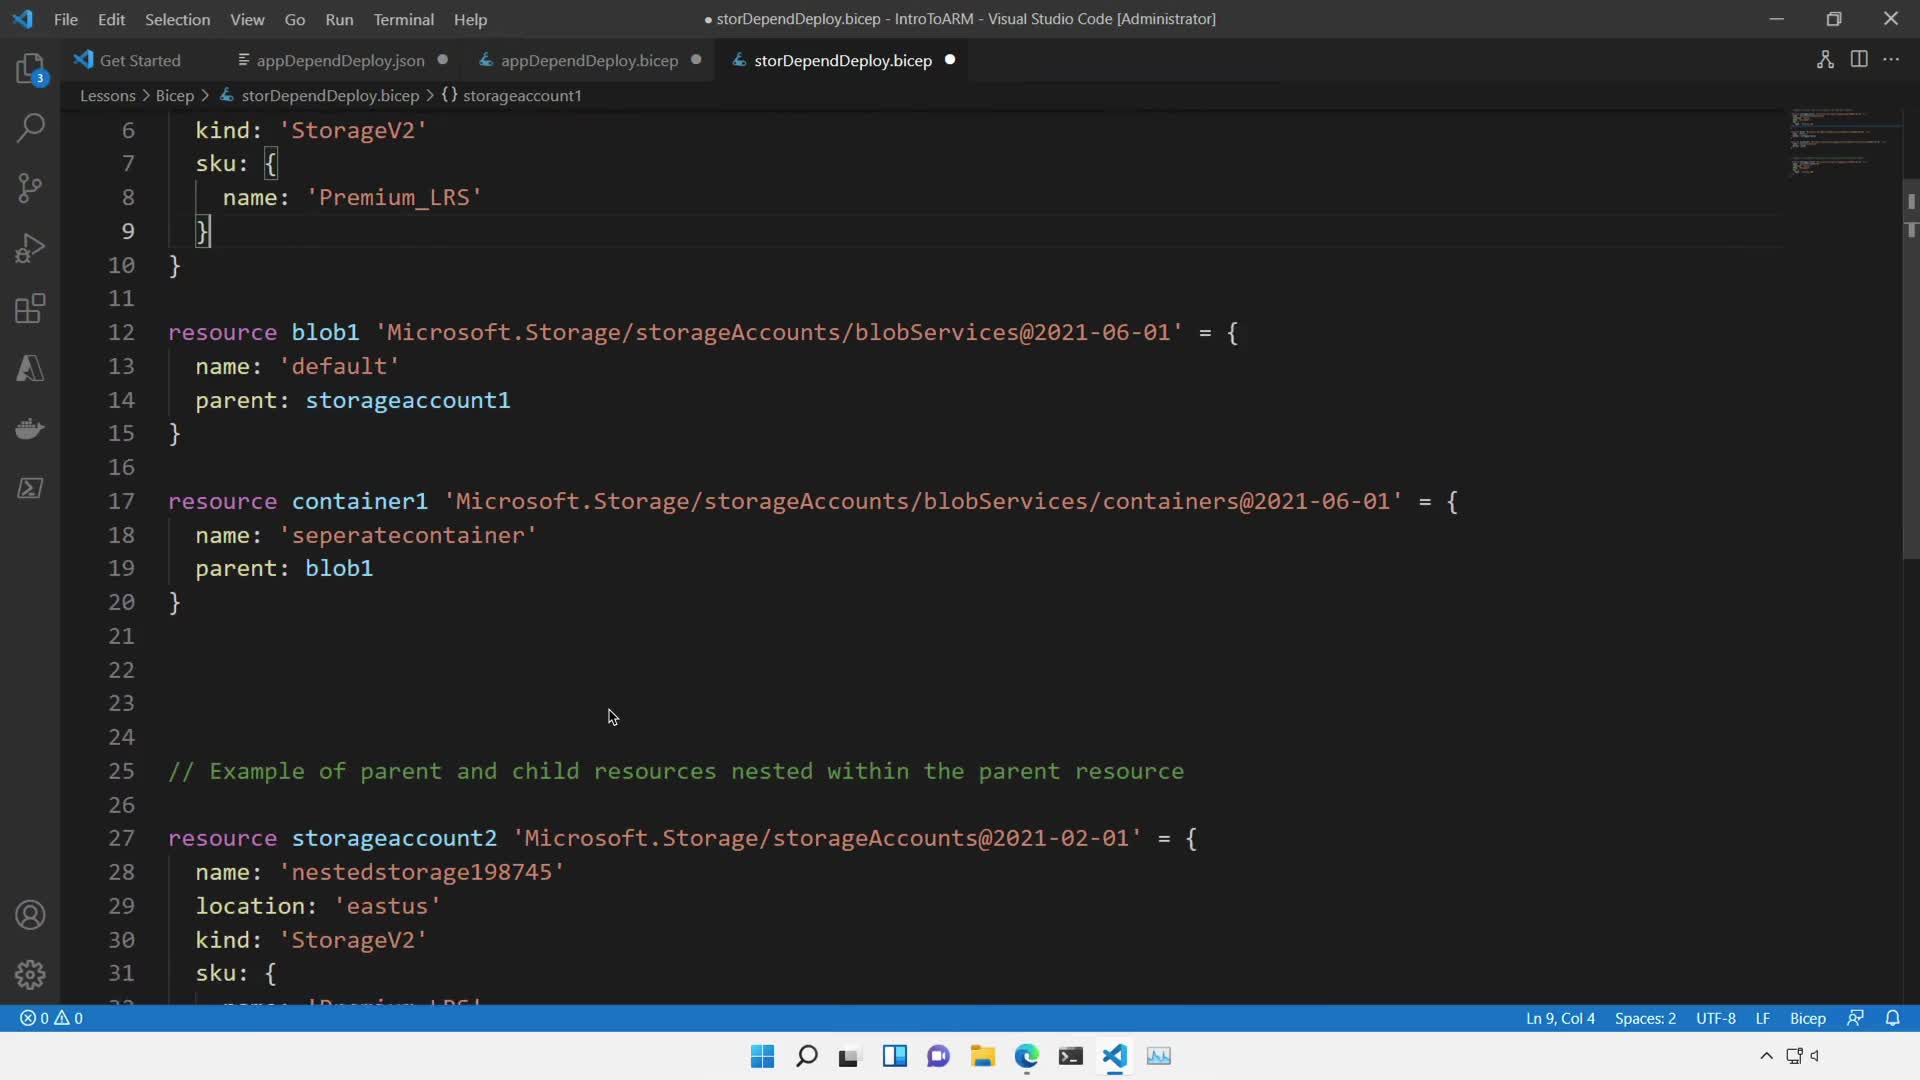 File Edit Selection View Go Run Terminal Help
● storDependDeploy.bicep - IntroToARM - Visual Studio Code [Administrator]
3
Get Started
appDependDeploy.json
appDependDeploy.bicep
storDependDeploy.bicep
Lessons > Bicep > storDependDeploy.bicep > {} storageaccount1
6 kind: 'StorageV2'
7 sku: {
8 name: 'Premium_LRS'
9 }
10 }
11
12 resource blob1 'Microsoft.Storage/storageAccounts/blobServices@2021-06-01' = {
13 name: 'default'
14 parent: storageaccount1
15 }
16
17 resource container1 'Microsoft.Storage/storageAccounts/blobServices/containers@2021-06-01' = {
18 name: 'seperatecontainer'
19 parent: blob1
20 }
21
22
23
24
25 // Example of parent and child resources nested within the parent resource
26
27 resource storageaccount2 'Microsoft.Storage/storageAccounts@2021-02-01' = {
28 name: 'nestedstorage198745'
29 location: 'eastus'
30 kind: 'StorageV2'
31 sku: {
32 name: 'Premium_LRS'
0 0
Ln 9, Col 4 Spaces: 2 UTF-8 LF Bicep